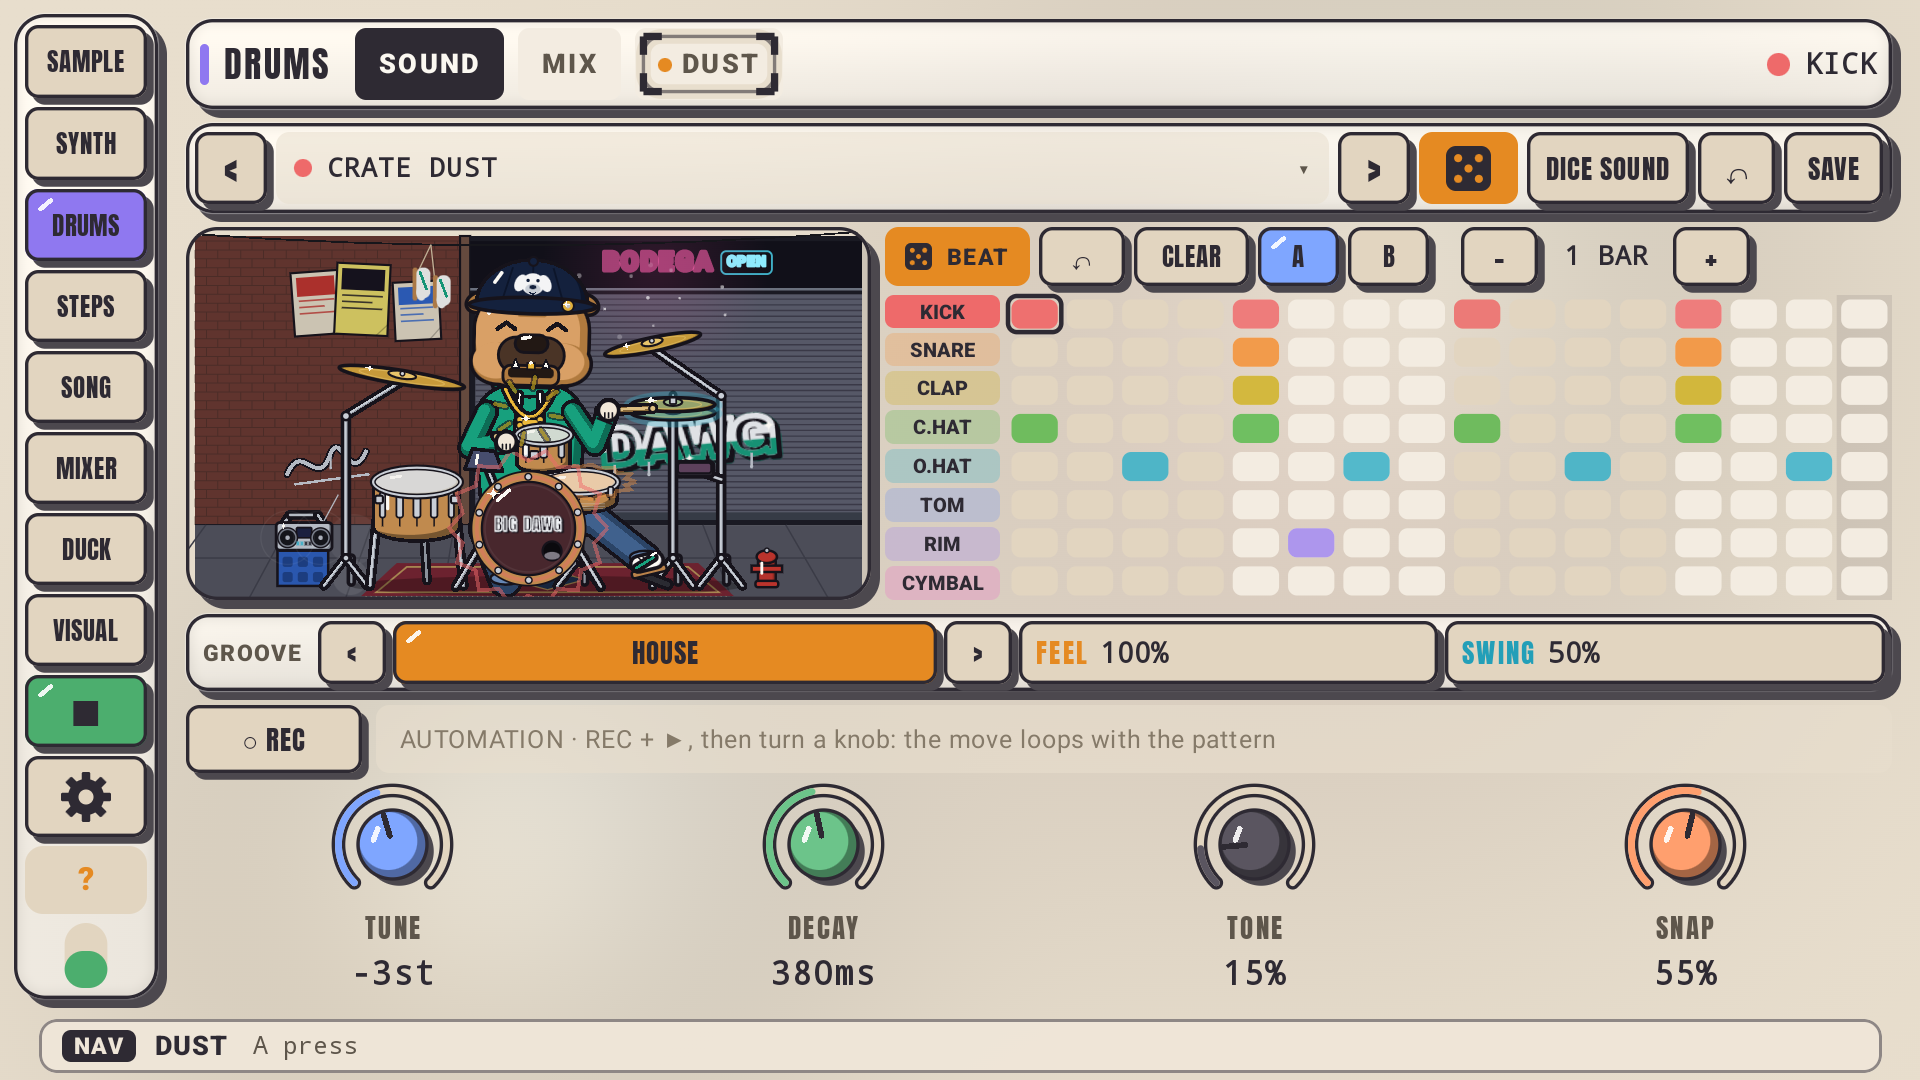 SAMPLE
SYNTH
DRUMS
STEPS
SONG
MIXER
DUCK
VISUAL
?
DRUMS SOUND MIX DUST KICK
< CRATE DUST > DICE SOUND SAVE
BODEGA OPEN
DAWG
BIG DAWG
BEAT CLEAR A B - 1 BAR +
KICK
SNARE
CLAP
C.HAT
O.HAT
TOM
RIM
CYMBAL
GROOVE < HOUSE > FEEL 100% SWING 50%
○ REC AUTOMATION · REC + ►, then turn a knob: the move loops with the pattern
TUNE DECAY TONE SNAP
-3st 380ms 15% 55%
NAV DUST A press